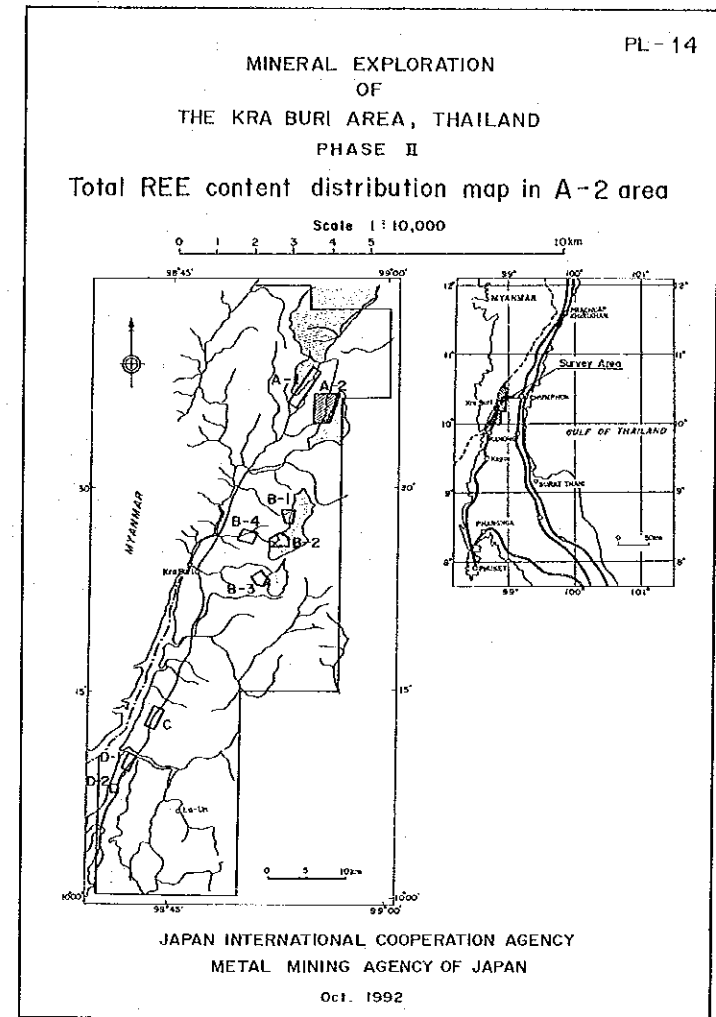 PL-14
MINERAL EXPLORATION
OF
THE KRA BURI AREA, THAILAND
PHASE II
Total REE content distribution map in A-2 area
Scale 1:10,000
0 1 2 3 4 5 10km
98°45' 99°00'
A-1
A-2
30'
B-1
B-4
B-2
B-3
MYANMAR
15' 15'
C
D-1
D-2
0 5 10km
10°00' 10°00'
98°45' 99°00'
99° 100° 101°
12° 12°
MYANMAR
PRACHUAP
KHIRIKHAN
11° 11°
Survey Area
Kra Buri
CHUMPHON
10° 10°
RANONG
GULF OF THAILAND
SURAT THANI
9° 9°
PHANGNGA
0 50km
8° 8°
PHUKET
99° 100° 101°
JAPAN INTERNATIONAL COOPERATION AGENCY
METAL MINING AGENCY OF JAPAN
Oct. 1992